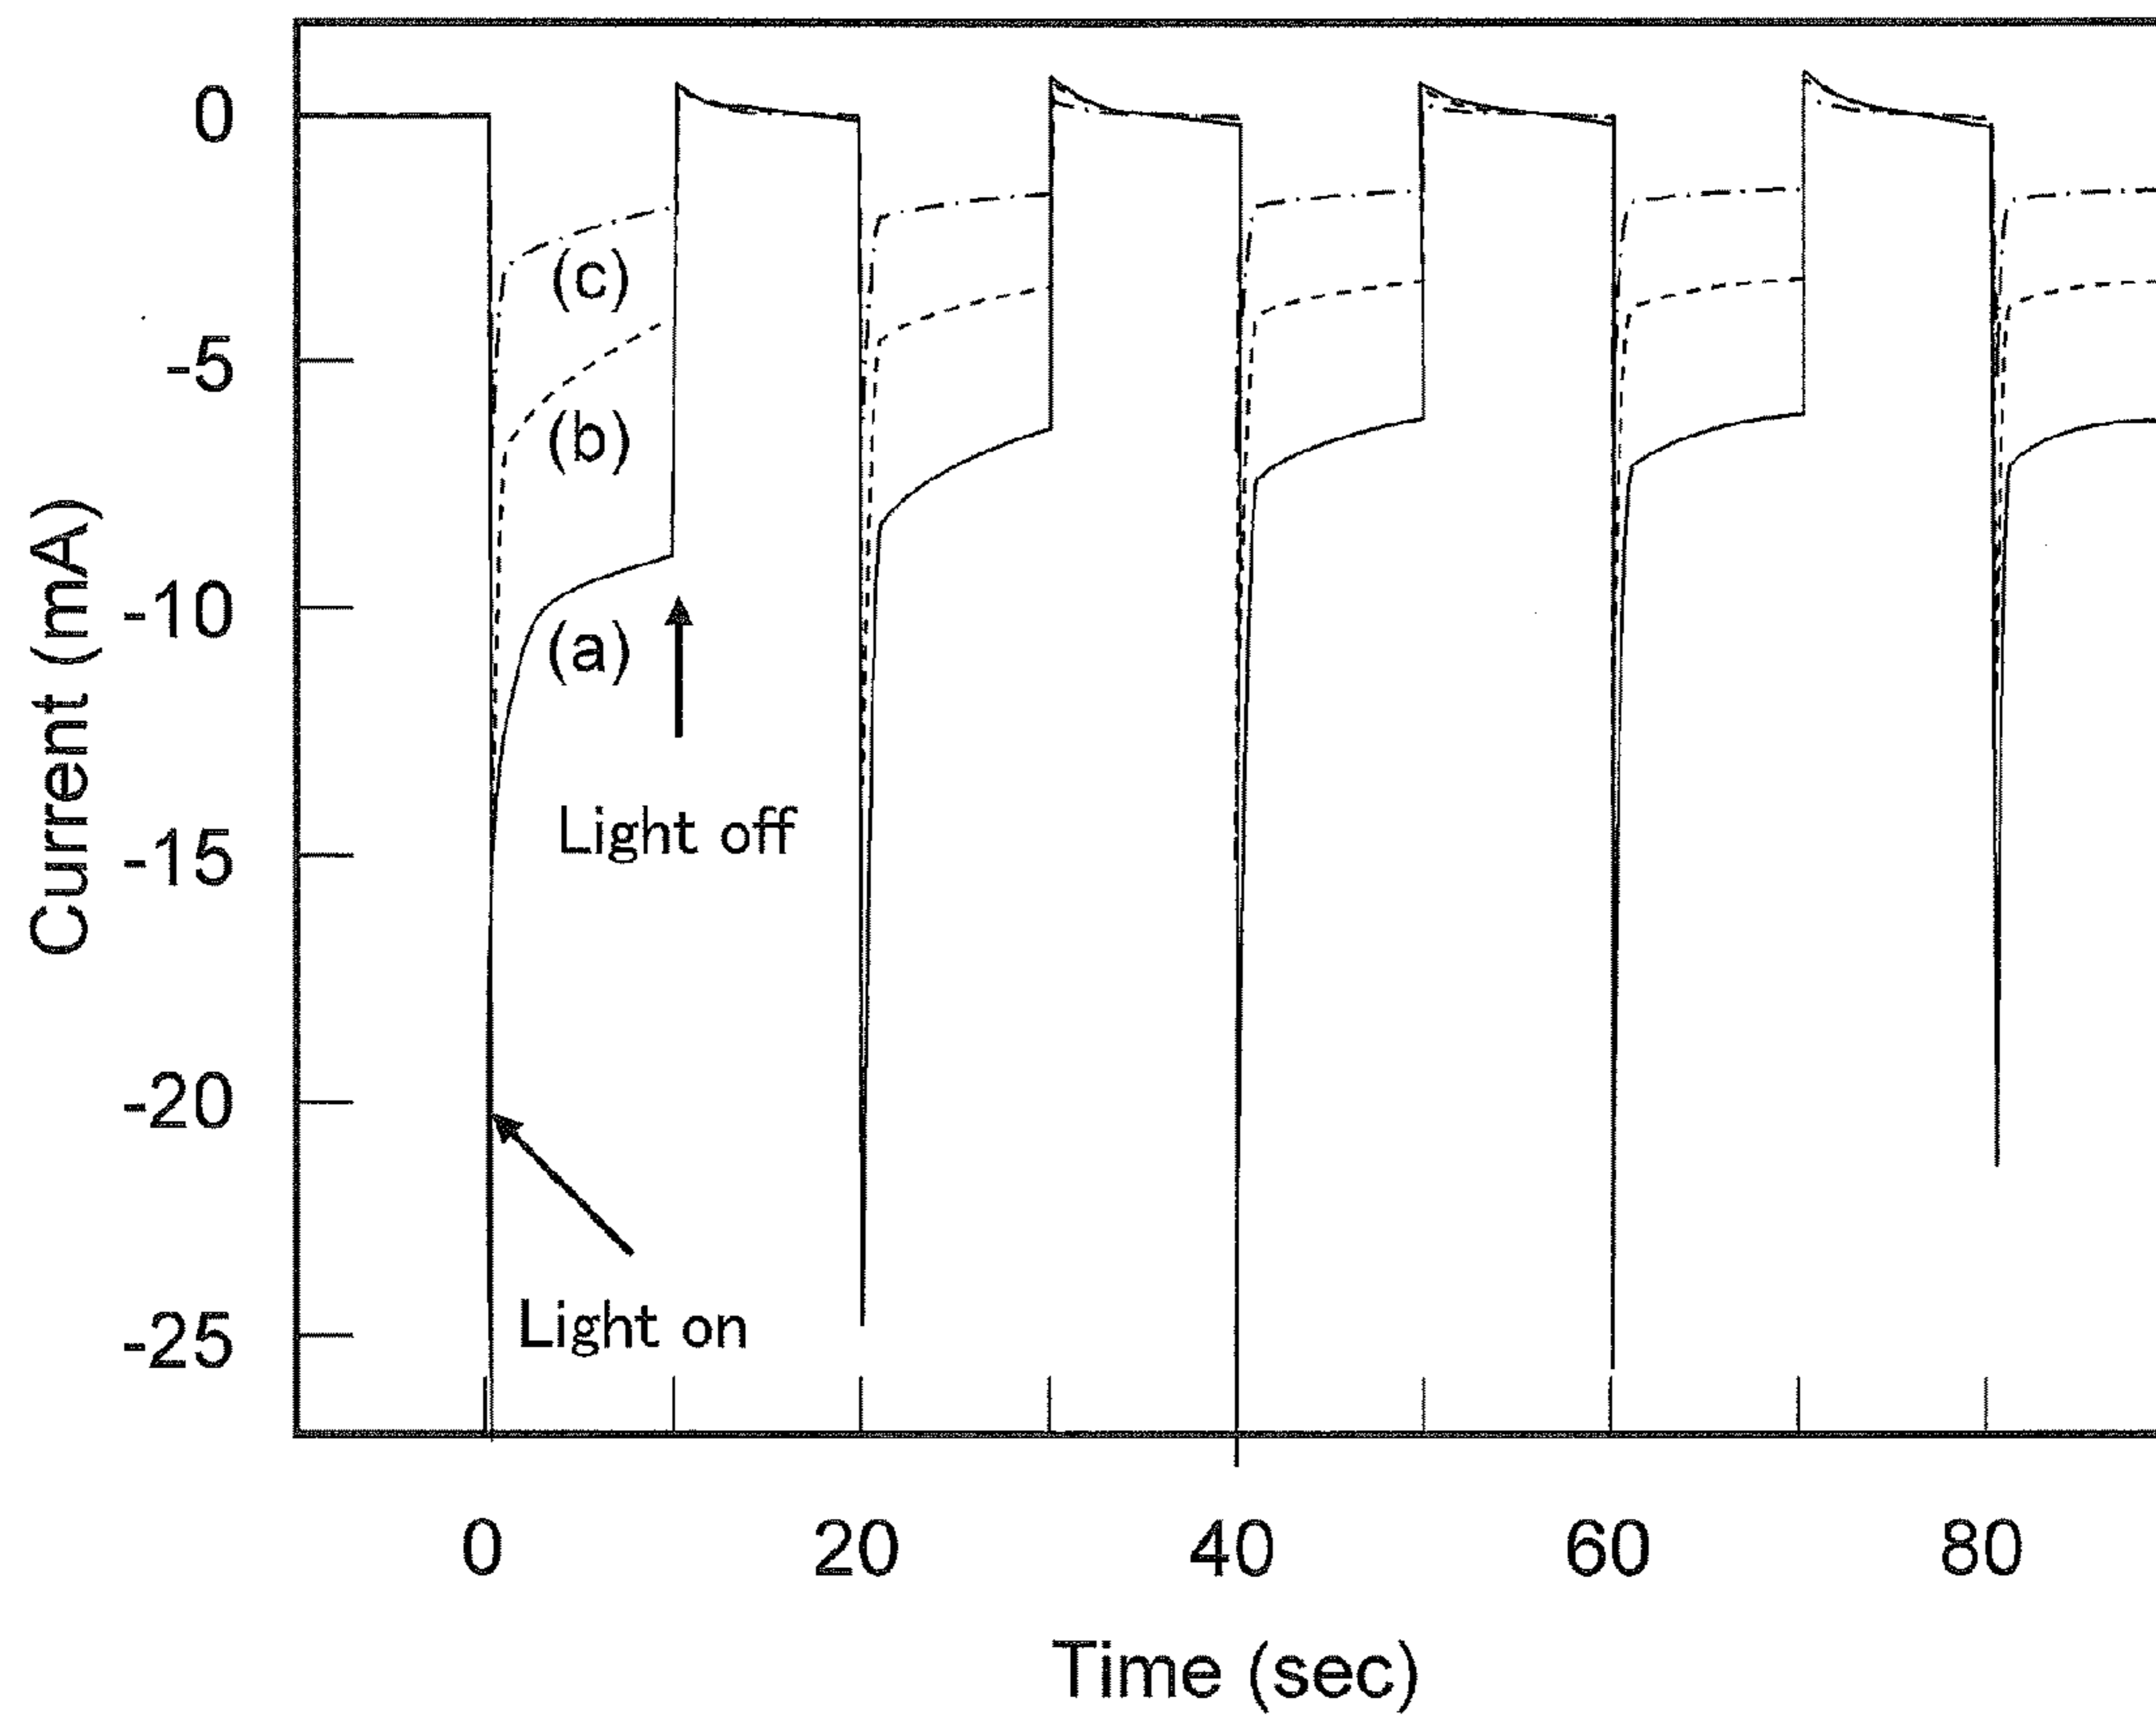 0
-5
-10
-15
-20
-25
Current (mA)
(c)
(b)
(a)
Light off
Light on
0 20 40 60 80
Time (sec)